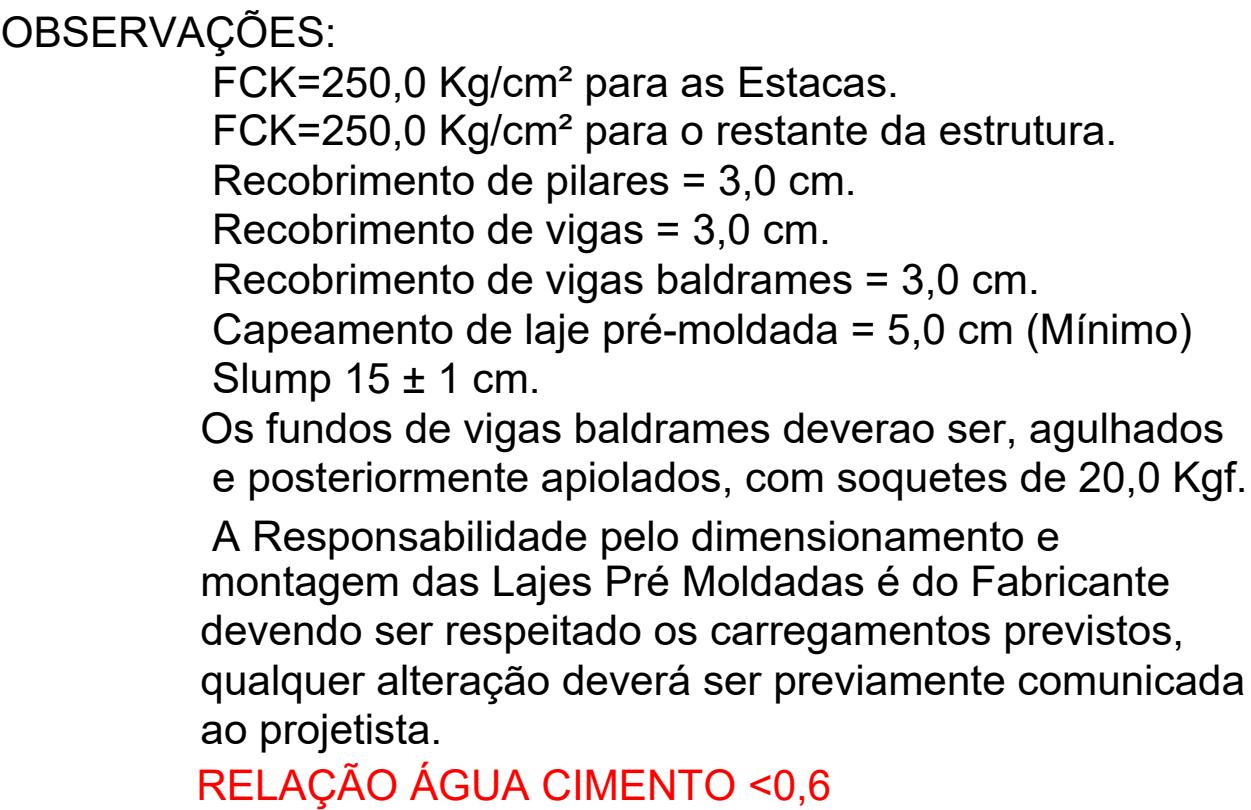 OBSERVAÇÕES:
FCK=250,0 Kg/cm² para as Estacas.
FCK=250,0 Kg/cm² para o restante da estrutura.
Recobrimento de pilares = 3,0 cm.
Recobrimento de vigas = 3,0 cm.
Recobrimento de vigas baldrames = 3,0 cm.
Capeamento de laje pré-moldada = 5,0 cm (Mínimo)
Slump 15 ± 1 cm.
Os fundos de vigas baldrames deverao ser, agulhados
e posteriormente apiolados, com soquetes de 20,0 Kgf.
A Responsabilidade pelo dimensionamento e
montagem das Lajes Pré Moldadas é do Fabricante
devendo ser respeitado os carregamentos previstos,
qualquer alteração deverá ser previamente comunicada
ao projetista.
RELAÇÃO ÁGUA CIMENTO <0,6